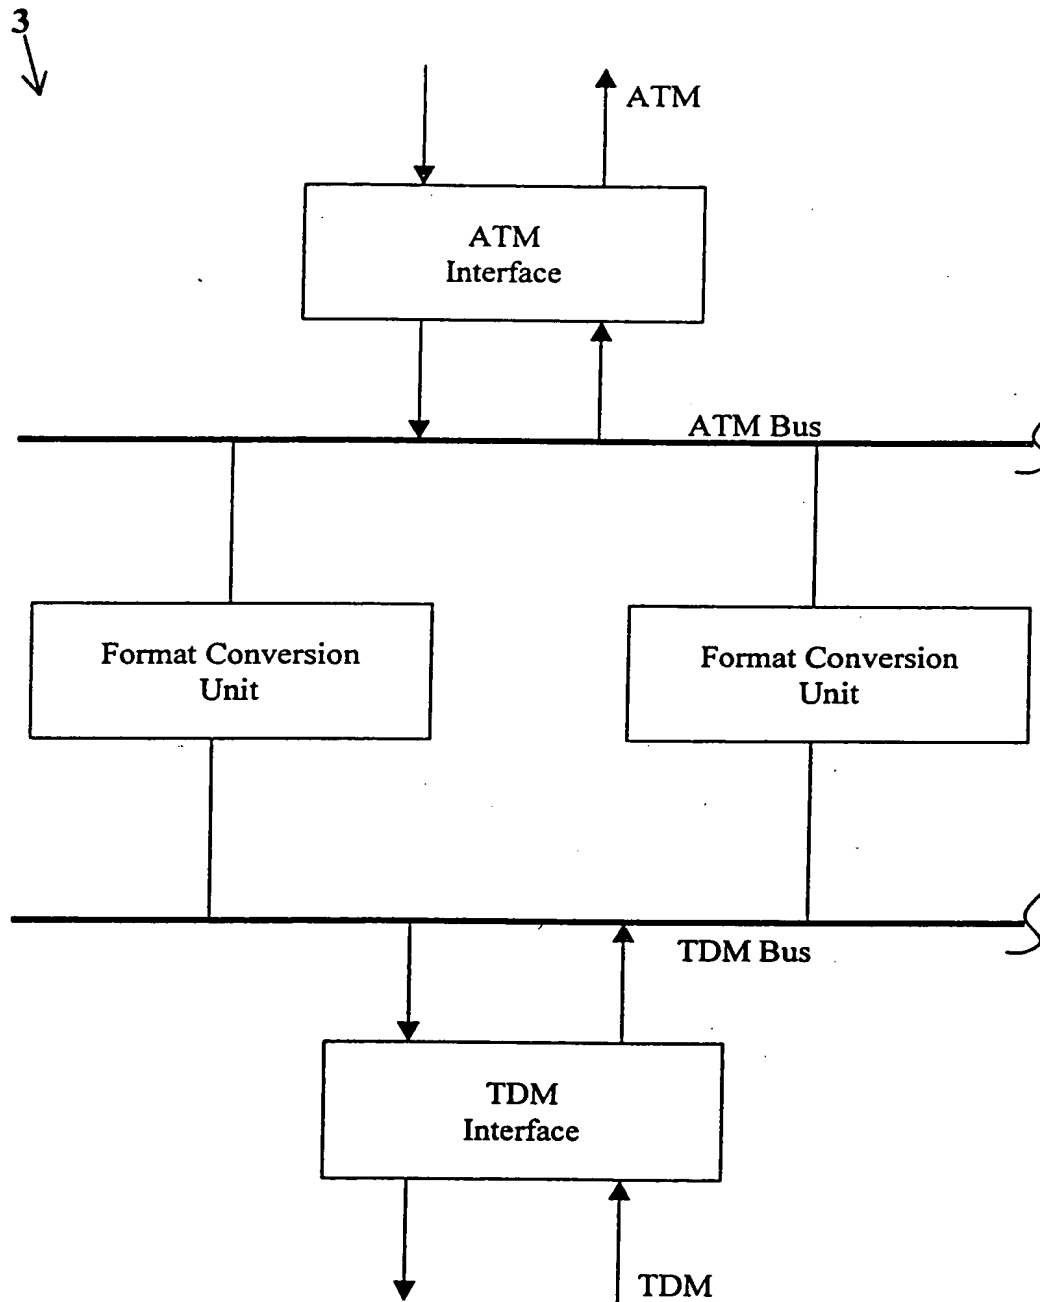 3
ATM
ATM
Interface
ATM Bus
Format Conversion
Unit
Format Conversion
Unit
TDM Bus
TDM
Interface
TDM